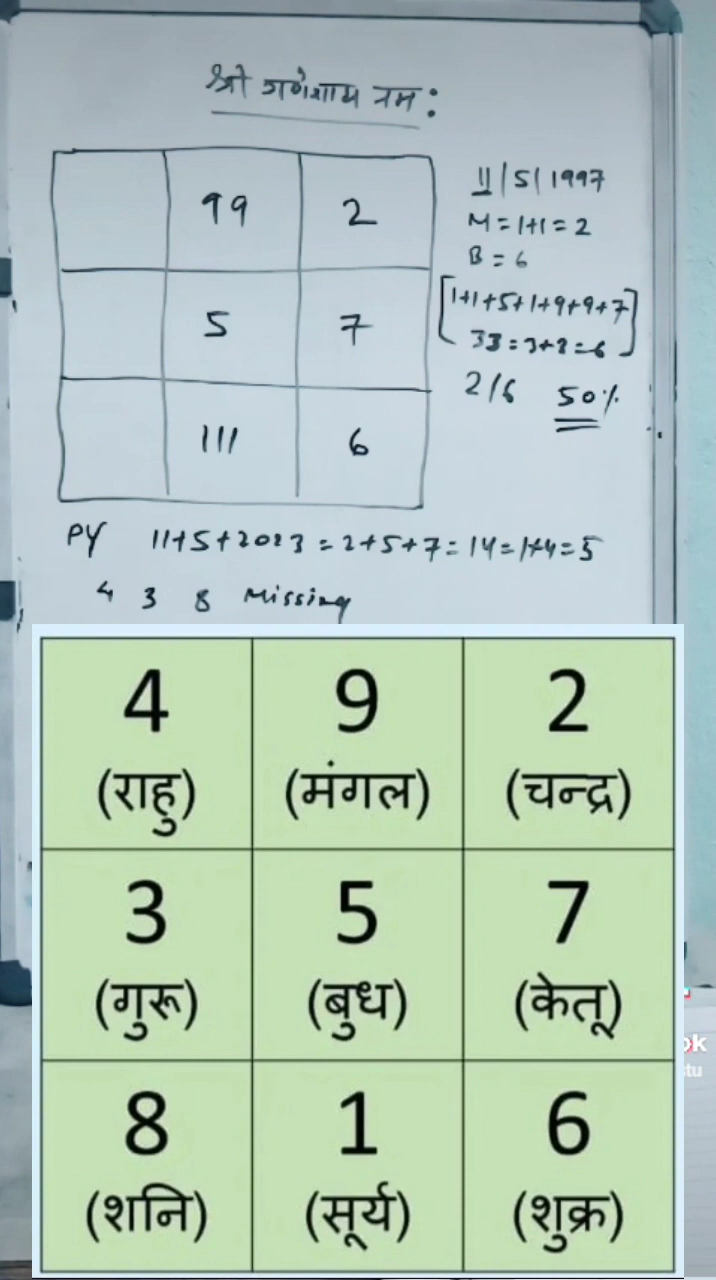 श्री गणेशाय नम:
99 2
5 7
111 6
11/5/1997
M=1+1=2
B=6
1+1+5+1+9+9+7
33=3+3=6
2/6 50%
PY 11+5+2023=2+5+7=14=1+4=5
4 3 8 Missing
4 9 2
(राहु) (मंगल) (चन्द्र)
3 5 7
(गुरू) (बुध) (केतू)
8 1 6
(शनि) (सूर्य) (शुक्र)